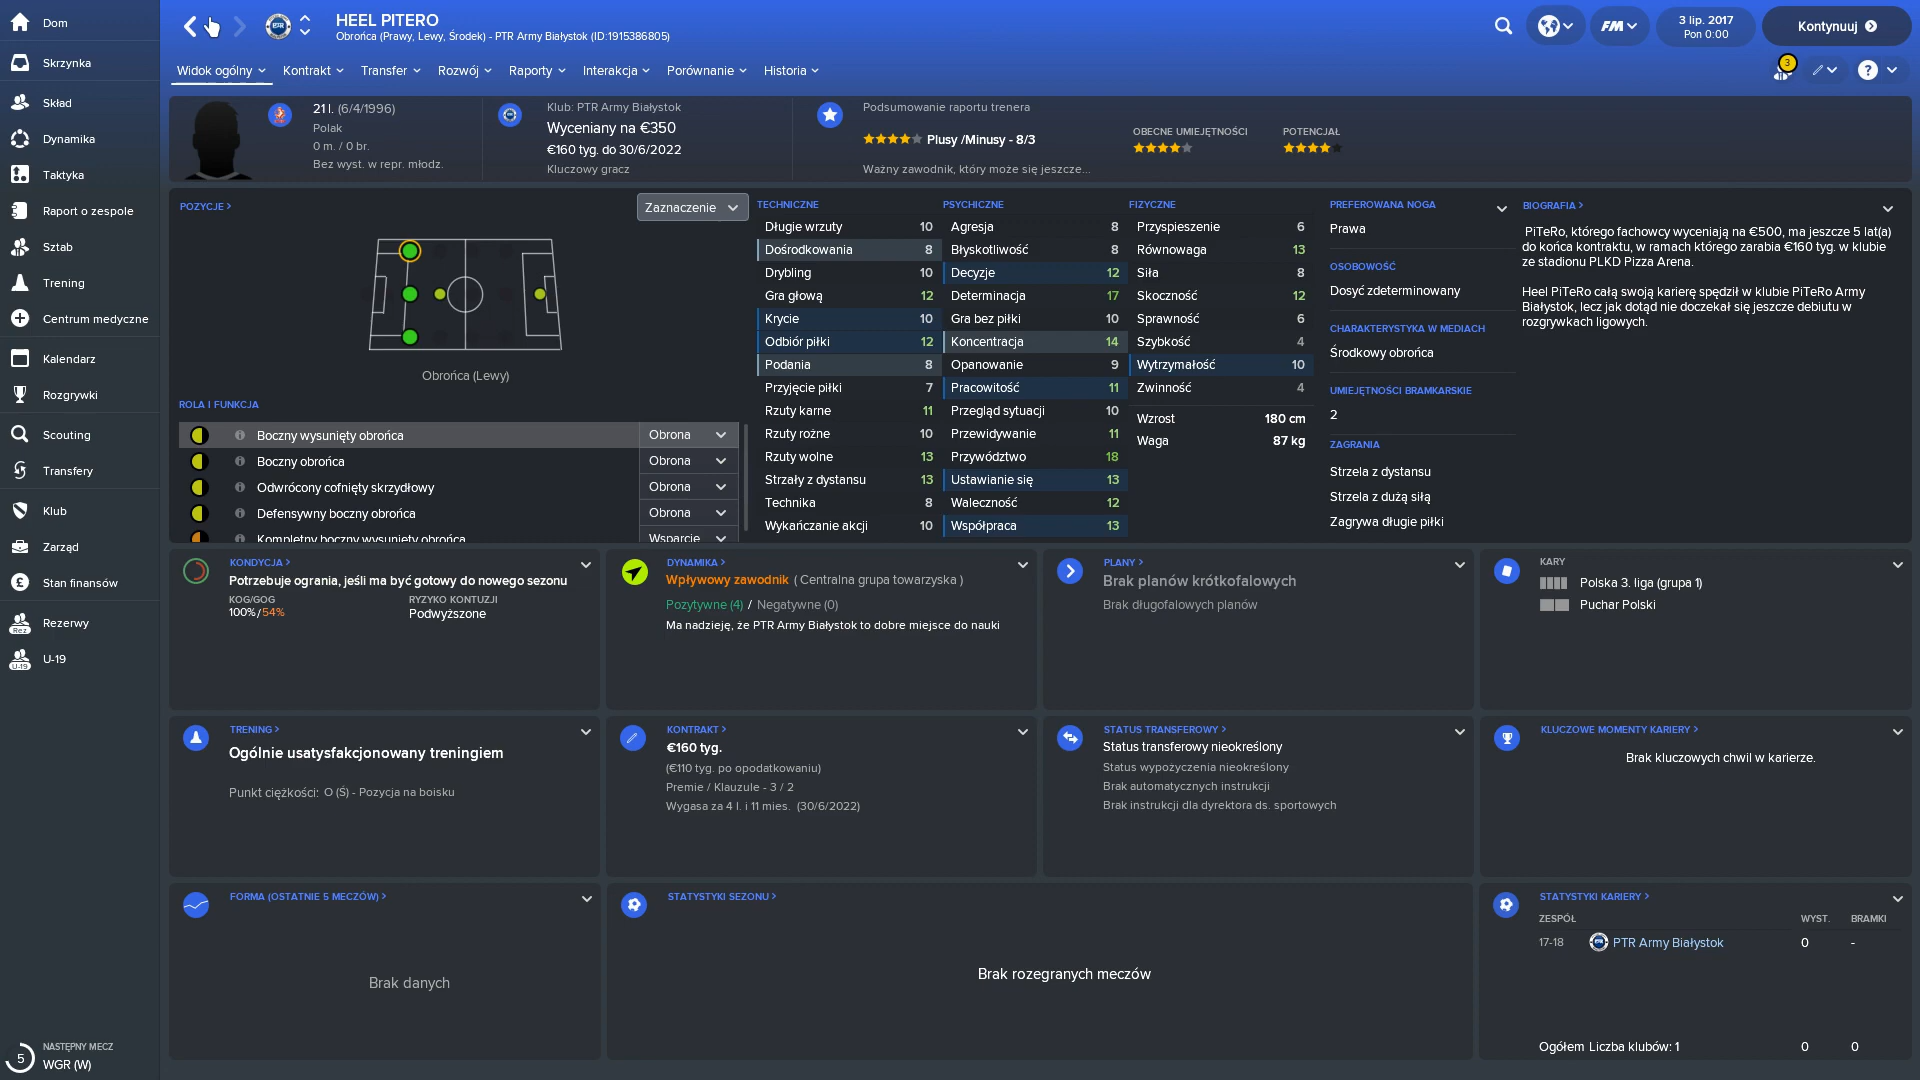 Dom
Skrzynka
Skład
Dynamika
Taktyka
Raport o zespole
Sztab
Trening
Centrum medyczne
Kalendarz
Rozgrywki
Scouting
Transfery
Klub
Zarząd
Stan finansów
Rezerwy
U-19
5
NASTĘPNY MECZ
WGR (W)
HEEL PITERO
Obrońca (Prawy, Lewy, Środek) - PTR Army Białystok (ID:1915386805)
FM
3 lip. 2017
Pon 0:00
Kontynuuj
Widok ogólny
Kontrakt
Transfer
Rozwój
Raporty
Interakcja
Porównanie
Historia
3
?
21 l. (6/4/1996)
Polak
0 m. / 0 br.
Bez wyst. w repr. młodz.
Klub: PTR Army Białystok
Wyceniany na €350
€160 tyg. do 30/6/2022
Kluczowy gracz
Podsumowanie raportu trenera
Plusy /Minusy - 8/3
Ważny zawodnik, który może się jeszcze...
OBECNE UMIEJĘTNOŚCI
POTENCJAŁ
POZYCJE >
Zaznaczenie
Obrońca (Lewy)
ROLA I FUNKCJA
Boczny wysunięty obrońca Obrona
Boczny obrońca Obrona
Odwrócony cofnięty skrzydłowy Obrona
Defensywny boczny obrońca Obrona
Kompletny boczny wysunięty obrońca Wsparcie
TECHNICZNE
Długie wrzuty 10
Dośrodkowania 8
Drybling 10
Gra głową 12
Krycie 10
Odbiór piłki 12
Podania 8
Przyjęcie piłki 7
Rzuty karne 11
Rzuty rożne 10
Rzuty wolne 13
Strzały z dystansu 13
Technika 8
Wykańczanie akcji 10
PSYCHICZNE
Agresja 8
Błyskotliwość 8
Decyzje 12
Determinacja 17
Gra bez piłki 10
Koncentracja 14
Opanowanie 9
Pracowitość 11
Przegląd sytuacji 10
Przewidywanie 11
Przywództwo 18
Ustawianie się 13
Waleczność 12
Współpraca 13
FIZYCZNE
Przyspieszenie 6
Równowaga 13
Siła 8
Skoczność 12
Sprawność 6
Szybkość 4
Wytrzymałość 10
Zwinność 4
Wzrost 180 cm
Waga 87 kg
PREFEROWANA NOGA
Prawa
OSOBOWOŚĆ
Dosyć zdeterminowany
CHARAKTERYSTYKA W MEDIACH
Środkowy obrońca
UMIEJĘTNOŚCI BRAMKARSKIE
2
ZAGRANIA
Strzela z dystansu
Strzela z dużą siłą
Zagrywa długie piłki
BIOGRAFIA >
PiTeRo, którego fachowcy wyceniają na €500, ma jeszcze 5 lat(a)
do końca kontraktu, w ramach którego zarabia €160 tyg. w klubie
ze stadionu PLKD Pizza Arena.
Heel PiTeRo całą swoją karierę spędził w klubie PiTeRo Army
Białystok, lecz jak dotąd nie doczekał się jeszcze debiutu w
rozgrywkach ligowych.
KONDYCJA >
Potrzebuje ogrania, jeśli ma być gotowy do nowego sezonu
KOG/GOG
100%/54%
RYZYKO KONTUZJI
Podwyższone
DYNAMIKA >
Wpływowy zawodnik ( Centralna grupa towarzyska )
Pozytywne (4) / Negatywne (0)
Ma nadzieję, że PTR Army Białystok to dobre miejsce do nauki
PLANY >
Brak planów krótkofalowych
Brak długofalowych planów
KARY
Polska 3. liga (grupa 1)
Puchar Polski
TRENING >
Ogólnie usatysfakcjonowany treningiem
Punkt ciężkości: O (Ś) - Pozycja na boisku
KONTRAKT >
€160 tyg.
(€110 tyg. po opodatkowaniu)
Premie / Klauzule - 3 / 2
Wygasa za 4 l. i 11 mies. (30/6/2022)
STATUS TRANSFEROWY >
Status transferowy nieokreślony
Status wypożyczenia nieokreślony
Brak automatycznych instrukcji
Brak instrukcji dla dyrektora ds. sportowych
KLUCZOWE MOMENTY KARIERY >
Brak kluczowych chwil w karierze.
FORMA (OSTATNIE 5 MECZÓW) >
Brak danych
STATYSTYKI SEZONU >
Brak rozegranych meczów
STATYSTYKI KARIERY >
ZESPÓŁ WYST. BRAMKI
17-18 PTR Army Białystok 0 -
Ogółem Liczba klubów: 1 0 0